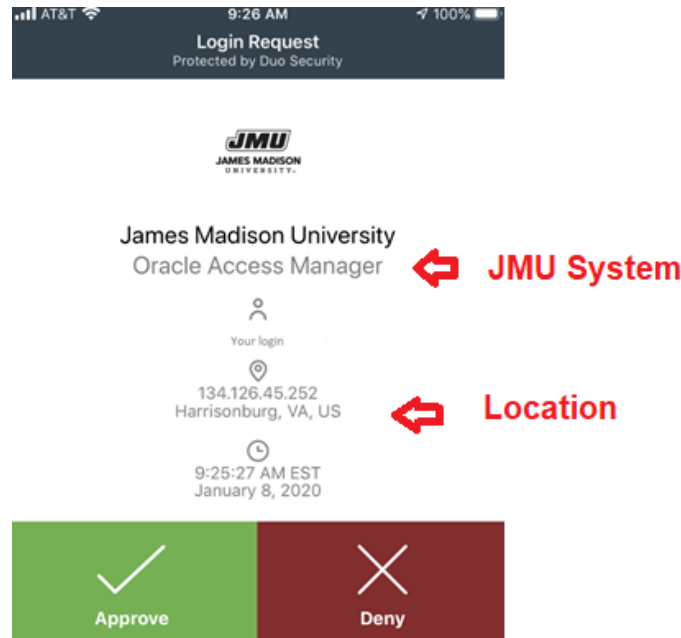 AT&T 9:26 AM 100%
Login Request
Protected by Duo Security
JMU
JAMES MADISON
UNIVERSITY.
James Madison University
Oracle Access Manager
JMU System
Your login
134.126.45.252
Harrisonburg, VA, US
Location
9:25:27 AM EST
January 8, 2020
Approve Deny